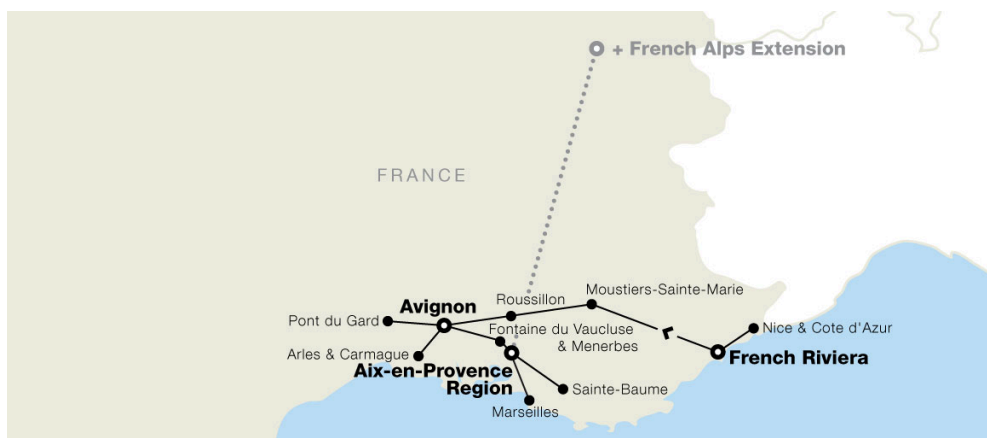 + French Alps Extension
FRANCE
Moustiers-Sainte-Marie
Roussillon
Avignon
Pont du Gard
Nice & Cote d'Azur
Fontaine du Vaucluse
& Menerbes
Arles & Carmague
French Riviera
Aix-en-Provence
Region
Sainte-Baume
Marseilles